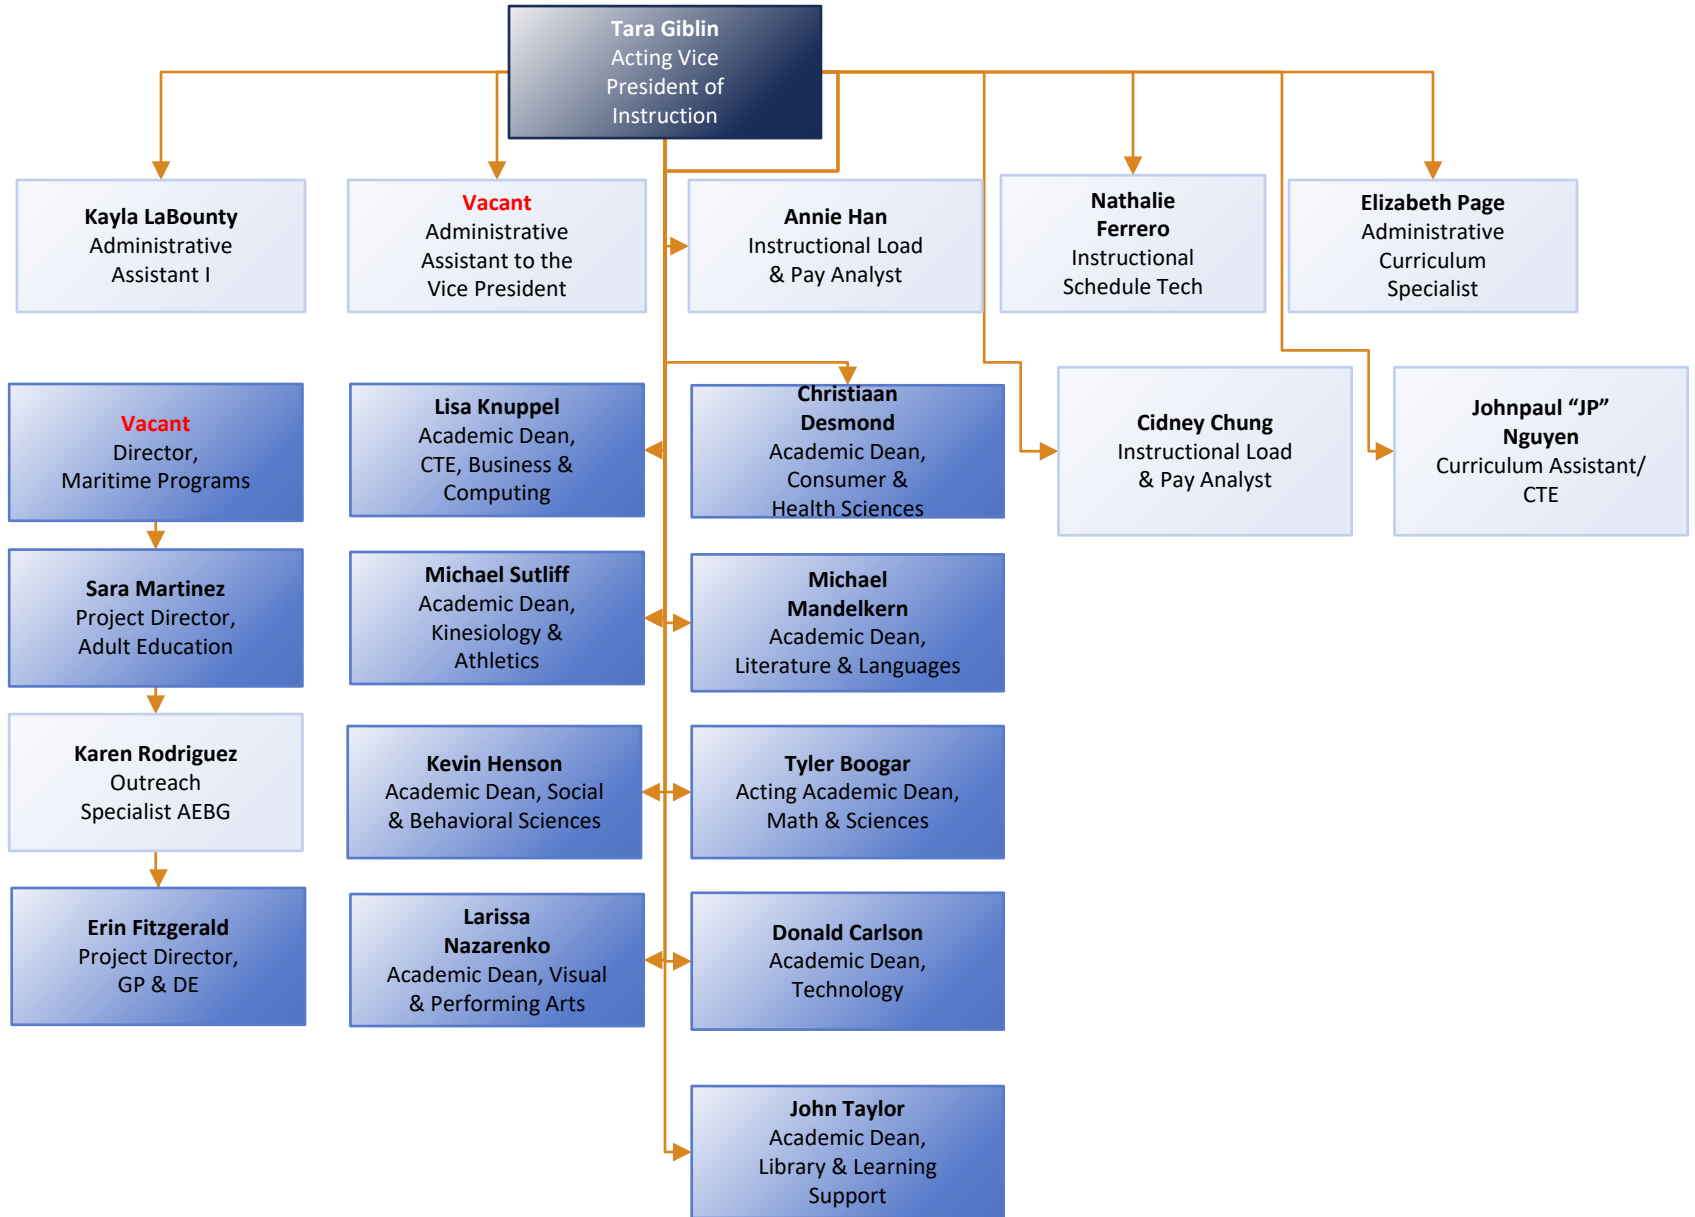 Tara Giblin
Acting Vice
President of
Instruction
Kayla LaBounty
Administrative
Assistant I
Vacant
Administrative
Assistant to the
Vice President
Annie Han
Instructional Load
& Pay Analyst
Nathalie
Ferrero
Instructional
Schedule Tech
Elizabeth Page
Administrative
Curriculum
Specialist
Vacant
Director,
Maritime Programs
Lisa Knuppel
Academic Dean,
CTE, Business &
Computing
Christiaan
Desmond
Academic Dean,
Consumer &
Health Sciences
Cidney Chung
Instructional Load
& Pay Analyst
Johnpaul “JP”
Nguyen
Curriculum Assistant/
CTE
Sara Martinez
Project Director,
Adult Education
Michael Sutliff
Academic Dean,
Kinesiology &
Athletics
Michael
Mandelkern
Academic Dean,
Literature & Languages
Karen Rodriguez
Outreach
Specialist AEBG
Kevin Henson
Academic Dean, Social
& Behavioral Sciences
Tyler Boogar
Acting Academic Dean,
Math & Sciences
Erin Fitzgerald
Project Director,
GP & DE
Larissa
Nazarenko
Academic Dean, Visual
& Performing Arts
Donald Carlson
Academic Dean,
Technology
John Taylor
Academic Dean,
Library & Learning
Support